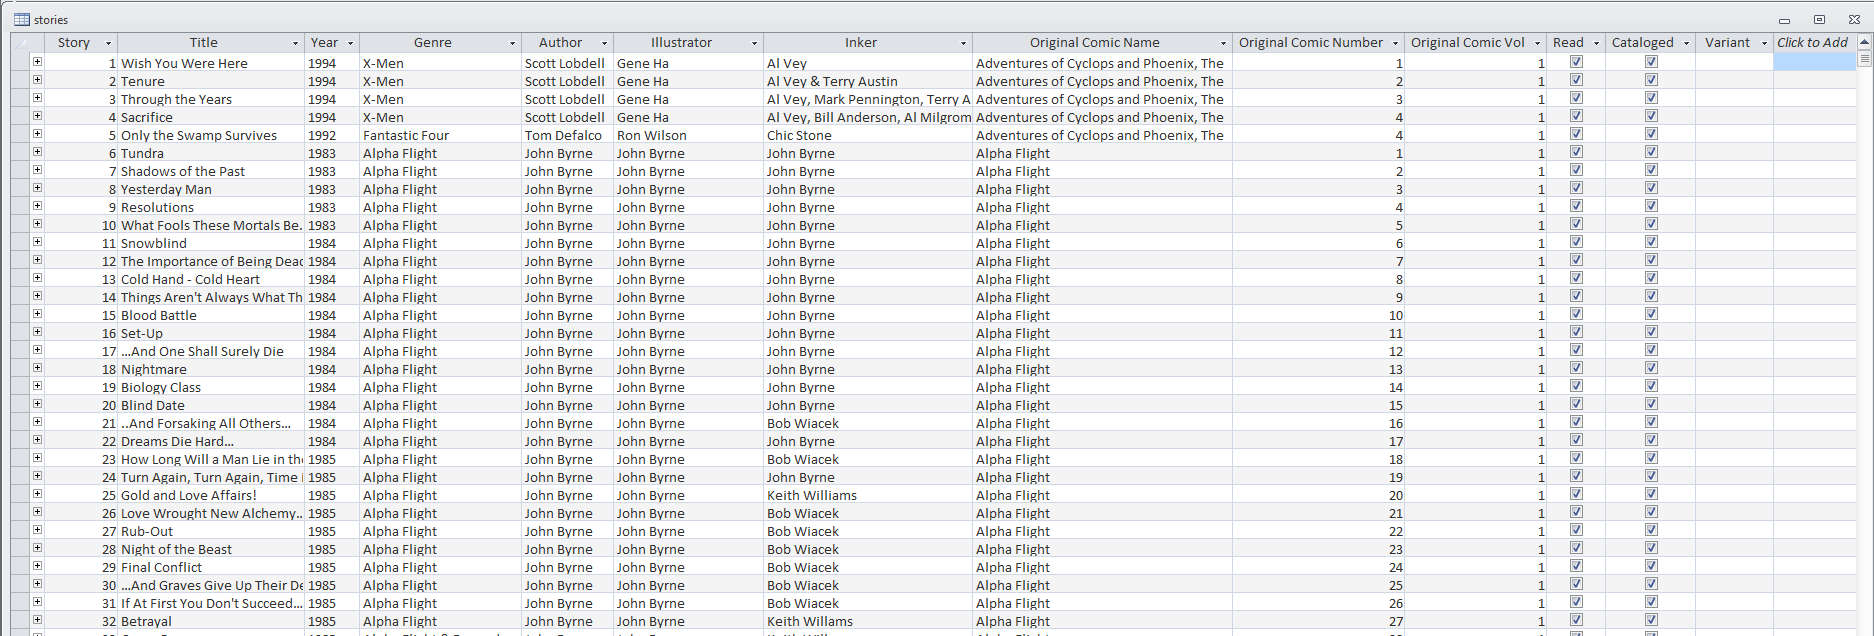 stories
Story Title Year Genre Author Illustrator Inker Original Comic Name Original Comic Number Original Comic Vol Read Cataloged Variant Click to Add
1 Wish You Were Here 1994 X-Men Scott Lobdell Gene Ha Al Vey Adventures of Cyclops and Phoenix, The 1 1
2 Tenure 1994 X-Men Scott Lobdell Gene Ha Al Vey & Terry Austin Adventures of Cyclops and Phoenix, The 2 1
3 Through the Years 1994 X-Men Scott Lobdell Gene Ha Al Vey, Mark Pennington, Terry A Adventures of Cyclops and Phoenix, The 3 1
4 Sacrifice 1994 X-Men Scott Lobdell Gene Ha Al Vey, Bill Anderson, Al Milgrom Adventures of Cyclops and Phoenix, The 4 1
5 Only the Swamp Survives 1992 Fantastic Four Tom Defalco Ron Wilson Chic Stone Adventures of Cyclops and Phoenix, The 4 1
6 Tundra 1983 Alpha Flight John Byrne John Byrne John Byrne Alpha Flight 1 1
7 Shadows of the Past 1983 Alpha Flight John Byrne John Byrne John Byrne Alpha Flight 2 1
8 Yesterday Man 1983 Alpha Flight John Byrne John Byrne John Byrne Alpha Flight 3 1
9 Resolutions 1983 Alpha Flight John Byrne John Byrne John Byrne Alpha Flight 4 1
10 What Fools These Mortals Be. 1983 Alpha Flight John Byrne John Byrne John Byrne Alpha Flight 5 1
11 Snowblind 1984 Alpha Flight John Byrne John Byrne John Byrne Alpha Flight 6 1
12 The Importance of Being Deac 1984 Alpha Flight John Byrne John Byrne John Byrne Alpha Flight 7 1
13 Cold Hand - Cold Heart 1984 Alpha Flight John Byrne John Byrne John Byrne Alpha Flight 8 1
14 Things Aren't Always What Th 1984 Alpha Flight John Byrne John Byrne John Byrne Alpha Flight 9 1
15 Blood Battle 1984 Alpha Flight John Byrne John Byrne John Byrne Alpha Flight 10 1
16 Set-Up 1984 Alpha Flight John Byrne John Byrne John Byrne Alpha Flight 11 1
17 ...And One Shall Surely Die 1984 Alpha Flight John Byrne John Byrne John Byrne Alpha Flight 12 1
18 Nightmare 1984 Alpha Flight John Byrne John Byrne John Byrne Alpha Flight 13 1
19 Biology Class 1984 Alpha Flight John Byrne John Byrne John Byrne Alpha Flight 14 1
20 Blind Date 1984 Alpha Flight John Byrne John Byrne John Byrne Alpha Flight 15 1
21 ..And Forsaking All Others... 1984 Alpha Flight John Byrne John Byrne Bob Wiacek Alpha Flight 16 1
22 Dreams Die Hard... 1984 Alpha Flight John Byrne John Byrne John Byrne Alpha Flight 17 1
23 How Long Will a Man Lie in the 1985 Alpha Flight John Byrne John Byrne Bob Wiacek Alpha Flight 18 1
24 Turn Again, Turn Again, Time 1985 Alpha Flight John Byrne John Byrne John Byrne Alpha Flight 19 1
25 Gold and Love Affairs! 1985 Alpha Flight John Byrne John Byrne Keith Williams Alpha Flight 20 1
26 Love Wrought New Alchemy.. 1985 Alpha Flight John Byrne John Byrne Bob Wiacek Alpha Flight 21 1
27 Rub-Out 1985 Alpha Flight John Byrne John Byrne Bob Wiacek Alpha Flight 22 1
28 Night of the Beast 1985 Alpha Flight John Byrne John Byrne Bob Wiacek Alpha Flight 23 1
29 Final Conflict 1985 Alpha Flight John Byrne John Byrne Bob Wiacek Alpha Flight 24 1
30 ...And Graves Give Up Their De 1985 Alpha Flight John Byrne John Byrne Bob Wiacek Alpha Flight 25 1
31 If At First You Don't Succeed... 1985 Alpha Flight John Byrne John Byrne Bob Wiacek Alpha Flight 26 1
32 Betrayal 1985 Alpha Flight John Byrne John Byrne Keith Williams Alpha Flight 27 1